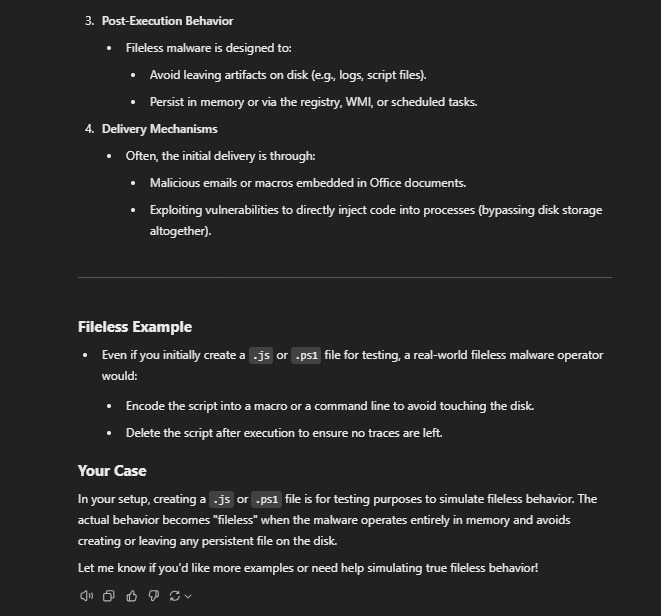 3. Post-Execution Behavior
• Fileless malware is designed to:
• Avoid leaving artifacts on disk (e.g., logs, script files).
• Persist in memory or via the registry, WMI, or scheduled tasks.
4. Delivery Mechanisms
• Often, the initial delivery is through:
• Malicious emails or macros embedded in Office documents.
• Exploiting vulnerabilities to directly inject code into processes (bypassing disk storage
altogether).
Fileless Example
• Even if you initially create a .js or .ps1 file for testing, a real-world fileless malware operator
would:
• Encode the script into a macro or a command line to avoid touching the disk.
• Delete the script after execution to ensure no traces are left.
Your Case
In your setup, creating a .js or .ps1 file is for testing purposes to simulate fileless behavior. The
actual behavior becomes "fileless" when the malware operates entirely in memory and avoids
creating or leaving any persistent file on the disk.
Let me know if you'd like more examples or need help simulating true fileless behavior!